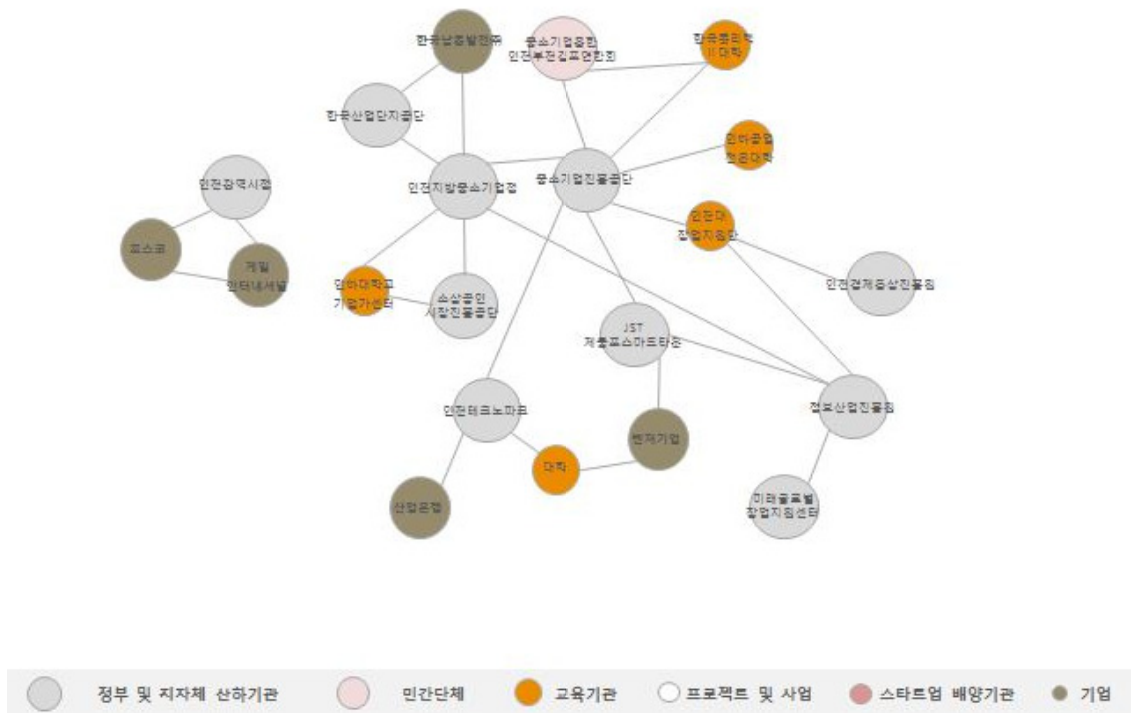 한국남동발전㈜
중소기업융합
인천부천김포연합회
한국폴리텍
II대학
한국산업단지공단
인하공업
전문대학
인천광역시청
인천지방중소기업청
중소기업진흥공단
인천대
창업지원단
포스코
제일
인터내셔널
인하대학교
기업가센터
소상공인
시장진흥공단
인천경제통상진흥원
JST
제물포스마트타운
인천테크노파크
정보산업진흥원
벤처기업
대학
산업은행
미래글로벌
창업지원센터
정부 및 지자체 산하기관
민간단체
교육기관
프로젝트 및 사업
스타트업 배양기관
기업